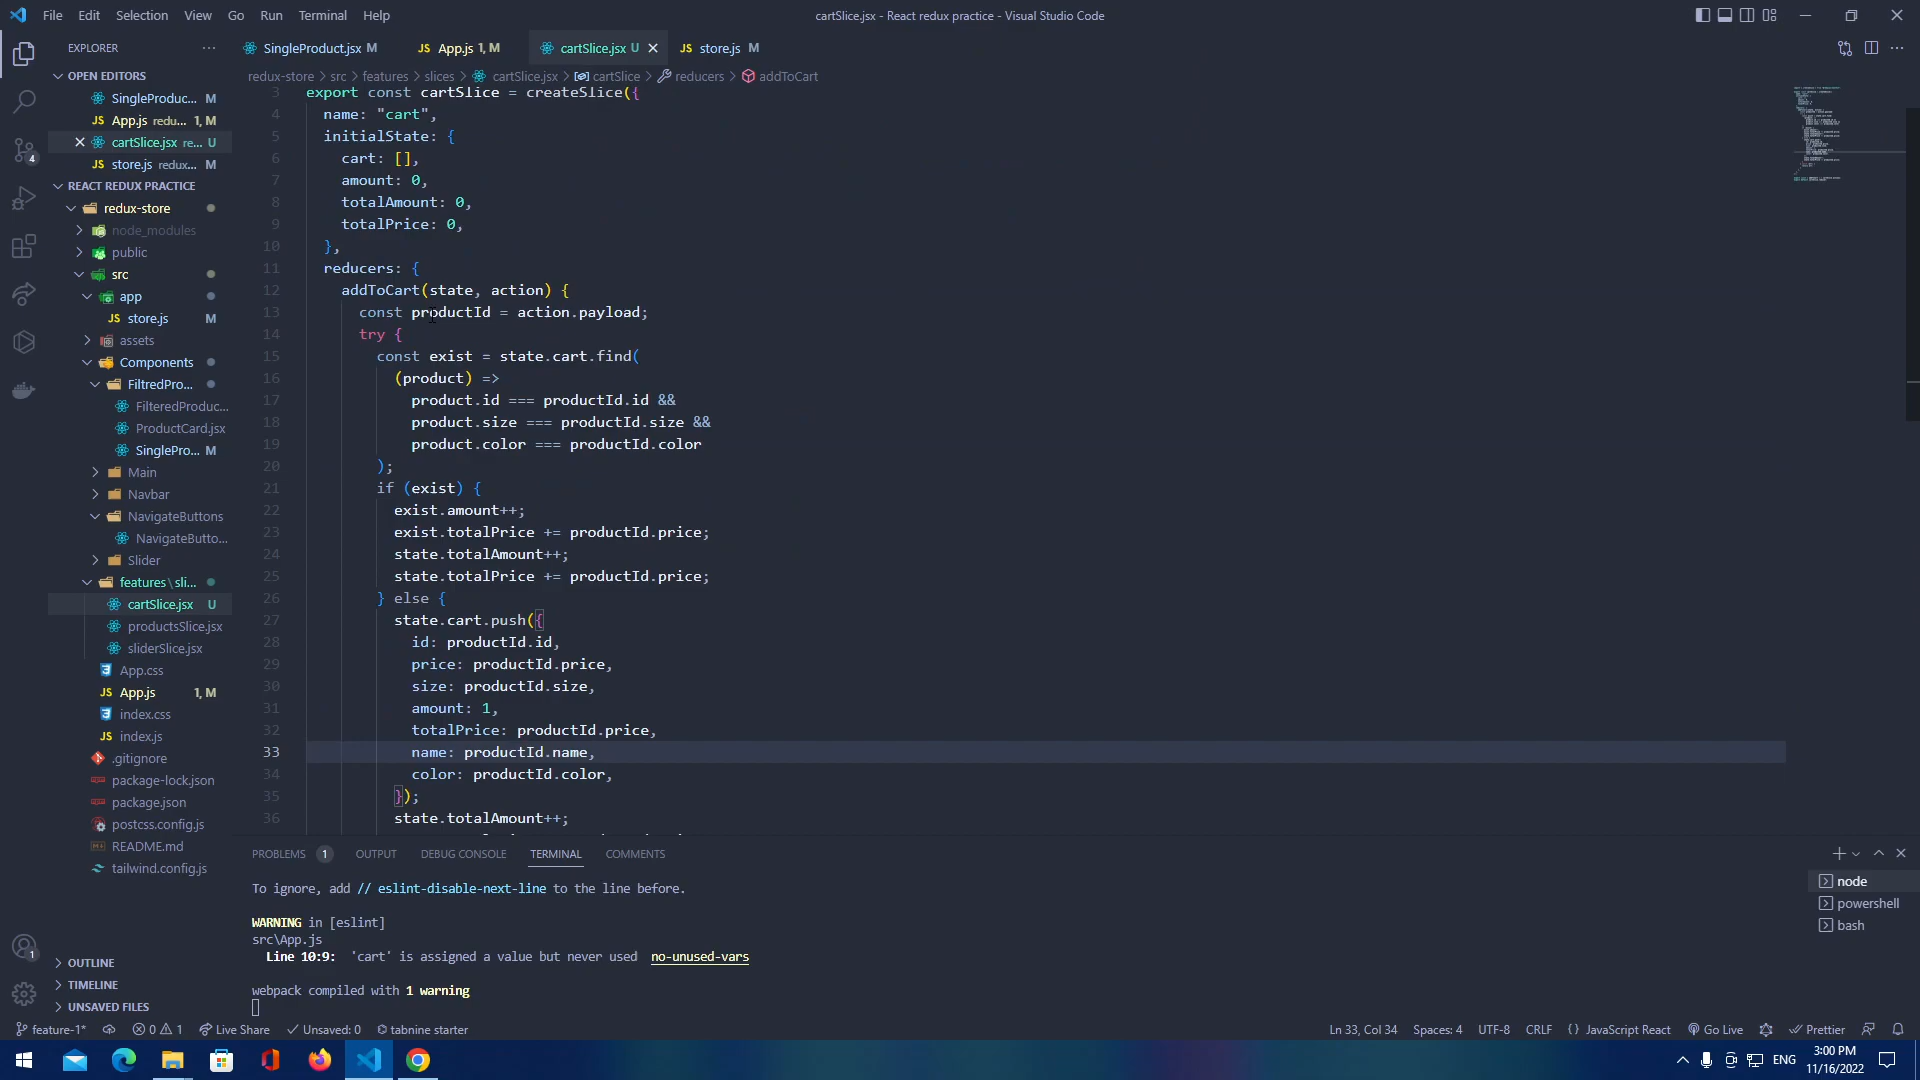 File Edit Selection View Go Run Terminal Help
cartSlice.jsx - React redux practice - Visual Studio Code
EXPLORER
OPEN EDITORS
SingleProduc... M
App.js redu... 1, M
cartSlice.jsx re... U
store.js redux... M
REACT REDUX PRACTICE
redux-store
node_modules
public
src
app
store.js M
assets
Components
FiltredPro...
FilteredProduc...
ProductCard.jsx
SinglePro... M
Main
Navbar
NavigateButtons
NavigateButto...
Slider
features\sli...
cartSlice.jsx U
productsSlice.jsx
sliderSlice.jsx
App.css
App.js 1, M
index.css
index.js
.gitignore
package-lock.json
package.json
postcss.config.js
README.md
tailwind.config.js
OUTLINE
TIMELINE
UNSAVED FILES
4
1
SingleProduct.jsx M
App.js 1, M
cartSlice.jsx U
store.js M
redux-store > src > features > slices > cartSlice.jsx > cartSlice > reducers > addToCart
3 export const cartSlice = createSlice({
4 name: "cart",
5 initialState: {
6 cart: [],
7 amount: 0,
8 totalAmount: 0,
9 totalPrice: 0,
10 },
11 reducers: {
12 addToCart(state, action) {
13 const productId = action.payload;
14 try {
15 const exist = state.cart.find(
16 (product) =>
17 product.id === productId.id &&
18 product.size === productId.size &&
19 product.color === productId.color
20 );
21 if (exist) {
22 exist.amount++;
23 exist.totalPrice += productId.price;
24 state.totalAmount++;
25 state.totalPrice += productId.price;
26 } else {
27 state.cart.push({
28 id: productId.id,
29 price: productId.price,
30 size: productId.size,
31 amount: 1,
32 totalPrice: productId.price,
33 name: productId.name,
34 color: productId.color,
35 });
36 state.totalAmount++;
PROBLEMS 1 OUTPUT DEBUG CONSOLE TERMINAL COMMENTS
To ignore, add // eslint-disable-next-line to the line before.
WARNING in [eslint]
src\App.js
Line 10:9: 'cart' is assigned a value but never used no-unused-vars
webpack compiled with 1 warning
node
powershell
bash
feature-1* 0 1 Live Share Unsaved: 0 tabnine starter
Ln 33, Col 34 Spaces: 4 UTF-8 CRLF {} JavaScript React Go Live Prettier
ENG
3:00 PM
11/16/2022